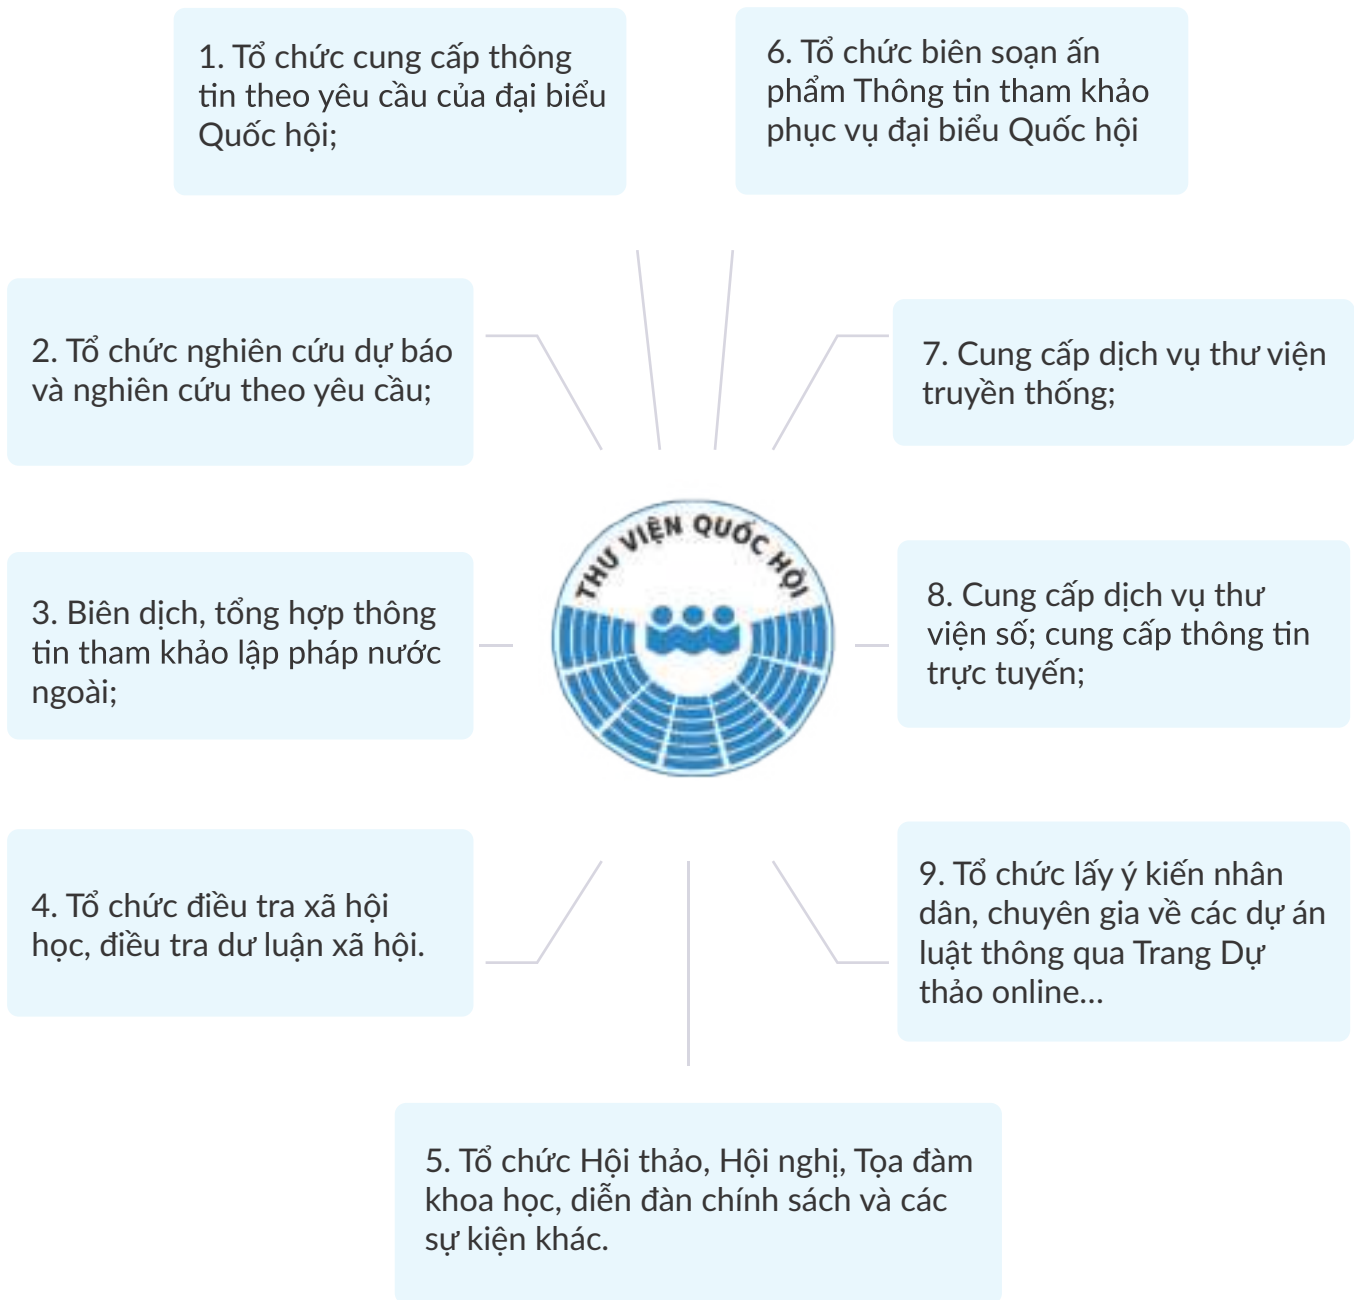 1. Tổ chức cung cấp thông
tin theo yêu cầu của đại biểu
Quốc hội;
2. Tổ chức nghiên cứu dự báo
và nghiên cứu theo yêu cầu;
3. Biên dịch, tổng hợp thông
tin tham khảo lập pháp nước
ngoài;
4. Tổ chức điều tra xã hội
học, điều tra dư luận xã hội.
5. Tổ chức Hội thảo, Hội nghị, Tọa đàm
khoa học, diễn đàn chính sách và các
sự kiện khác.
6. Tổ chức biên soạn ấn
phẩm Thông tin tham khảo
phục vụ đại biểu Quốc hội
7. Cung cấp dịch vụ thư viện
truyền thống;
8. Cung cấp dịch vụ thư
viện số; cung cấp thông tin
trực tuyến;
9. Tổ chức lấy ý kiến nhân
dân, chuyên gia về các dự án
luật thông qua Trang Dự
thảo online...
THƯ VIỆN QUỐC HỘI